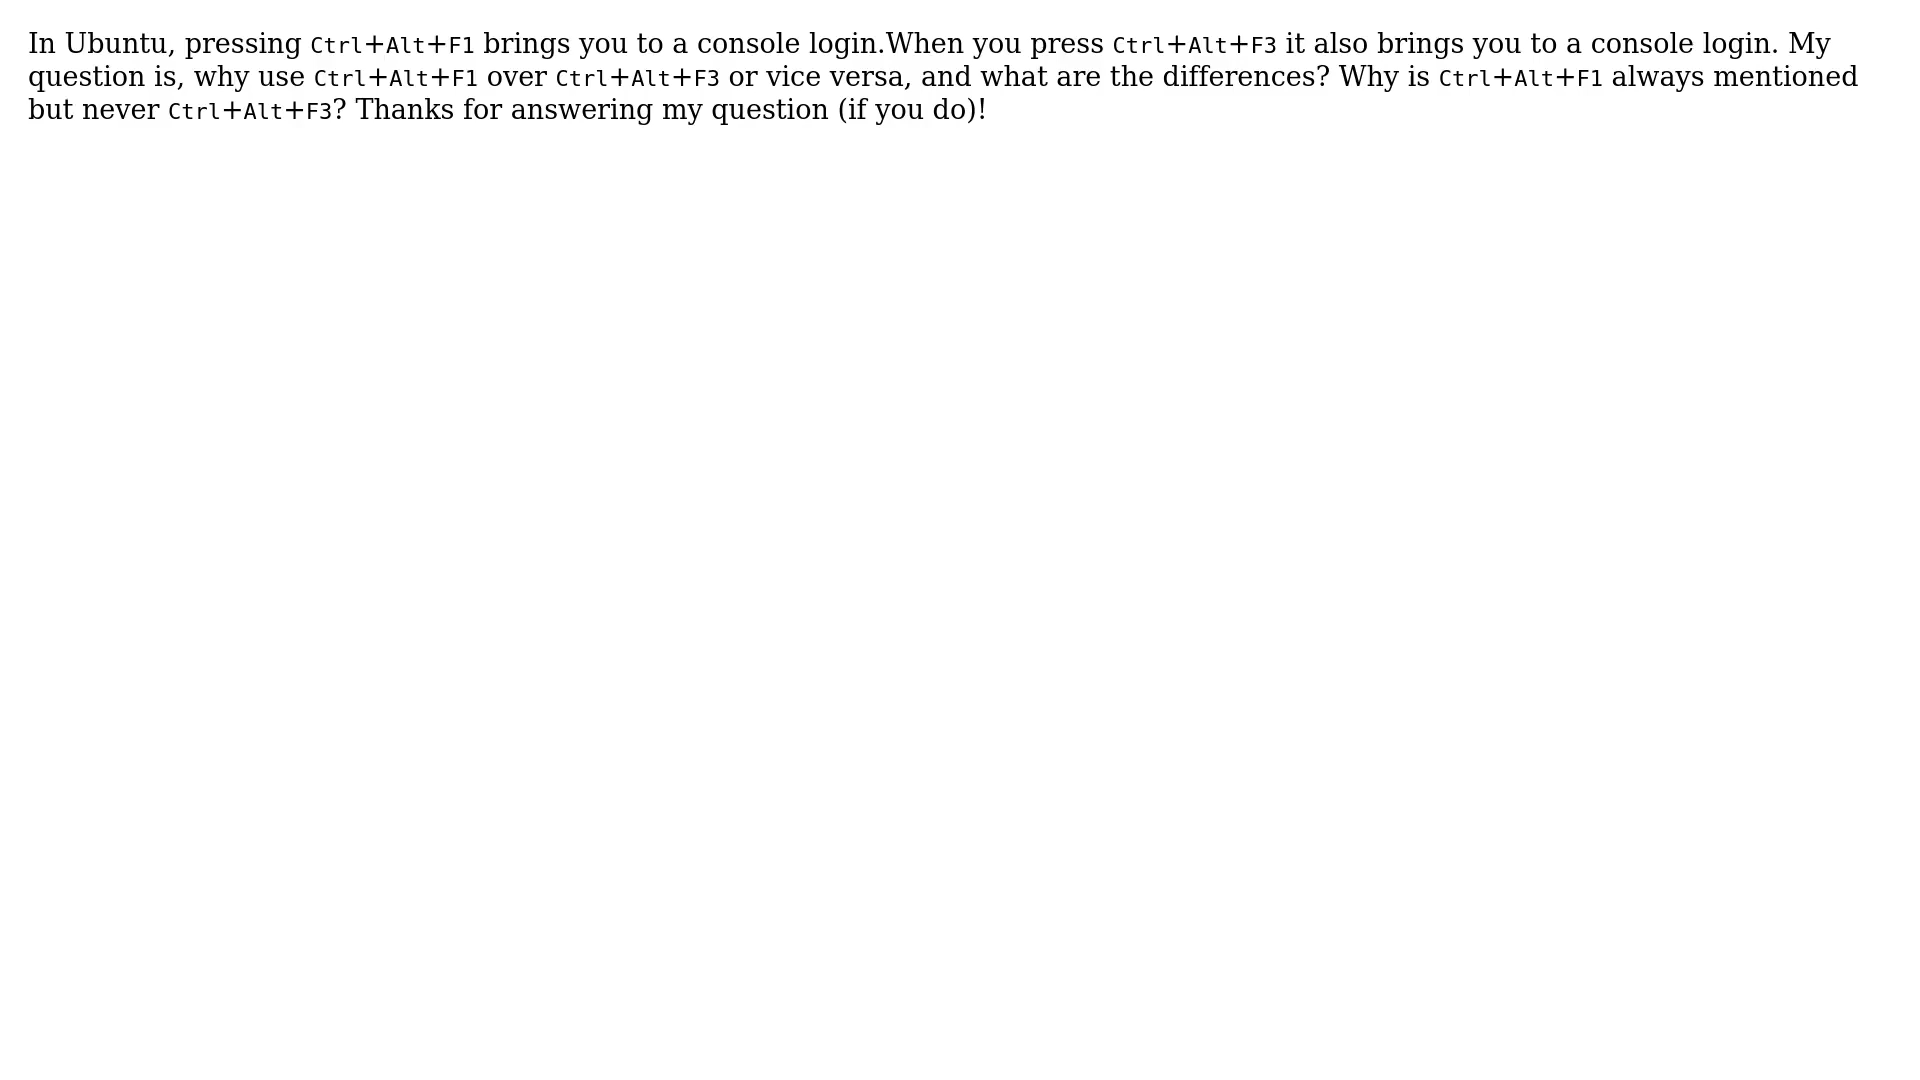 In Ubuntu, pressing Ctrl+Alt+F1 brings you to a console login.When you press Ctrl+Alt+F3 it also brings you to a console login. My
question is, why use Ctrl+Alt+F1 over Ctrl+Alt+F3 or vice versa, and what are the differences? Why is Ctrl+Alt+F1 always mentioned
but never Ctrl+Alt+F3? Thanks for answering my question (if you do)!